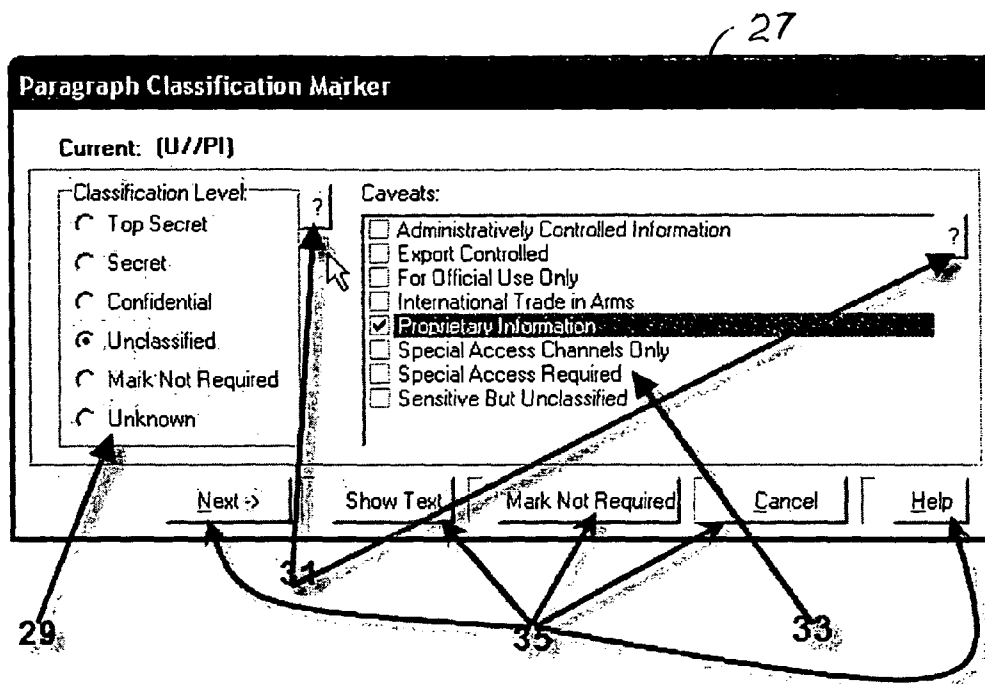 27
Paragraph Classification Marker
Current: (U//PI)
Classification Level:
?
Top Secret
Secret
Confidential
Unclassified
Mark Not Required
Unknown
Caveats:
?
Administratively Controlled Information
Export Controlled
For Official Use Only
International Trade in Arms
Proprietary Information
Special Access Channels Only
Special Access Required
Sensitive But Unclassified
Next -> Show Text Mark Not Required Cancel Help
31
29 35 33